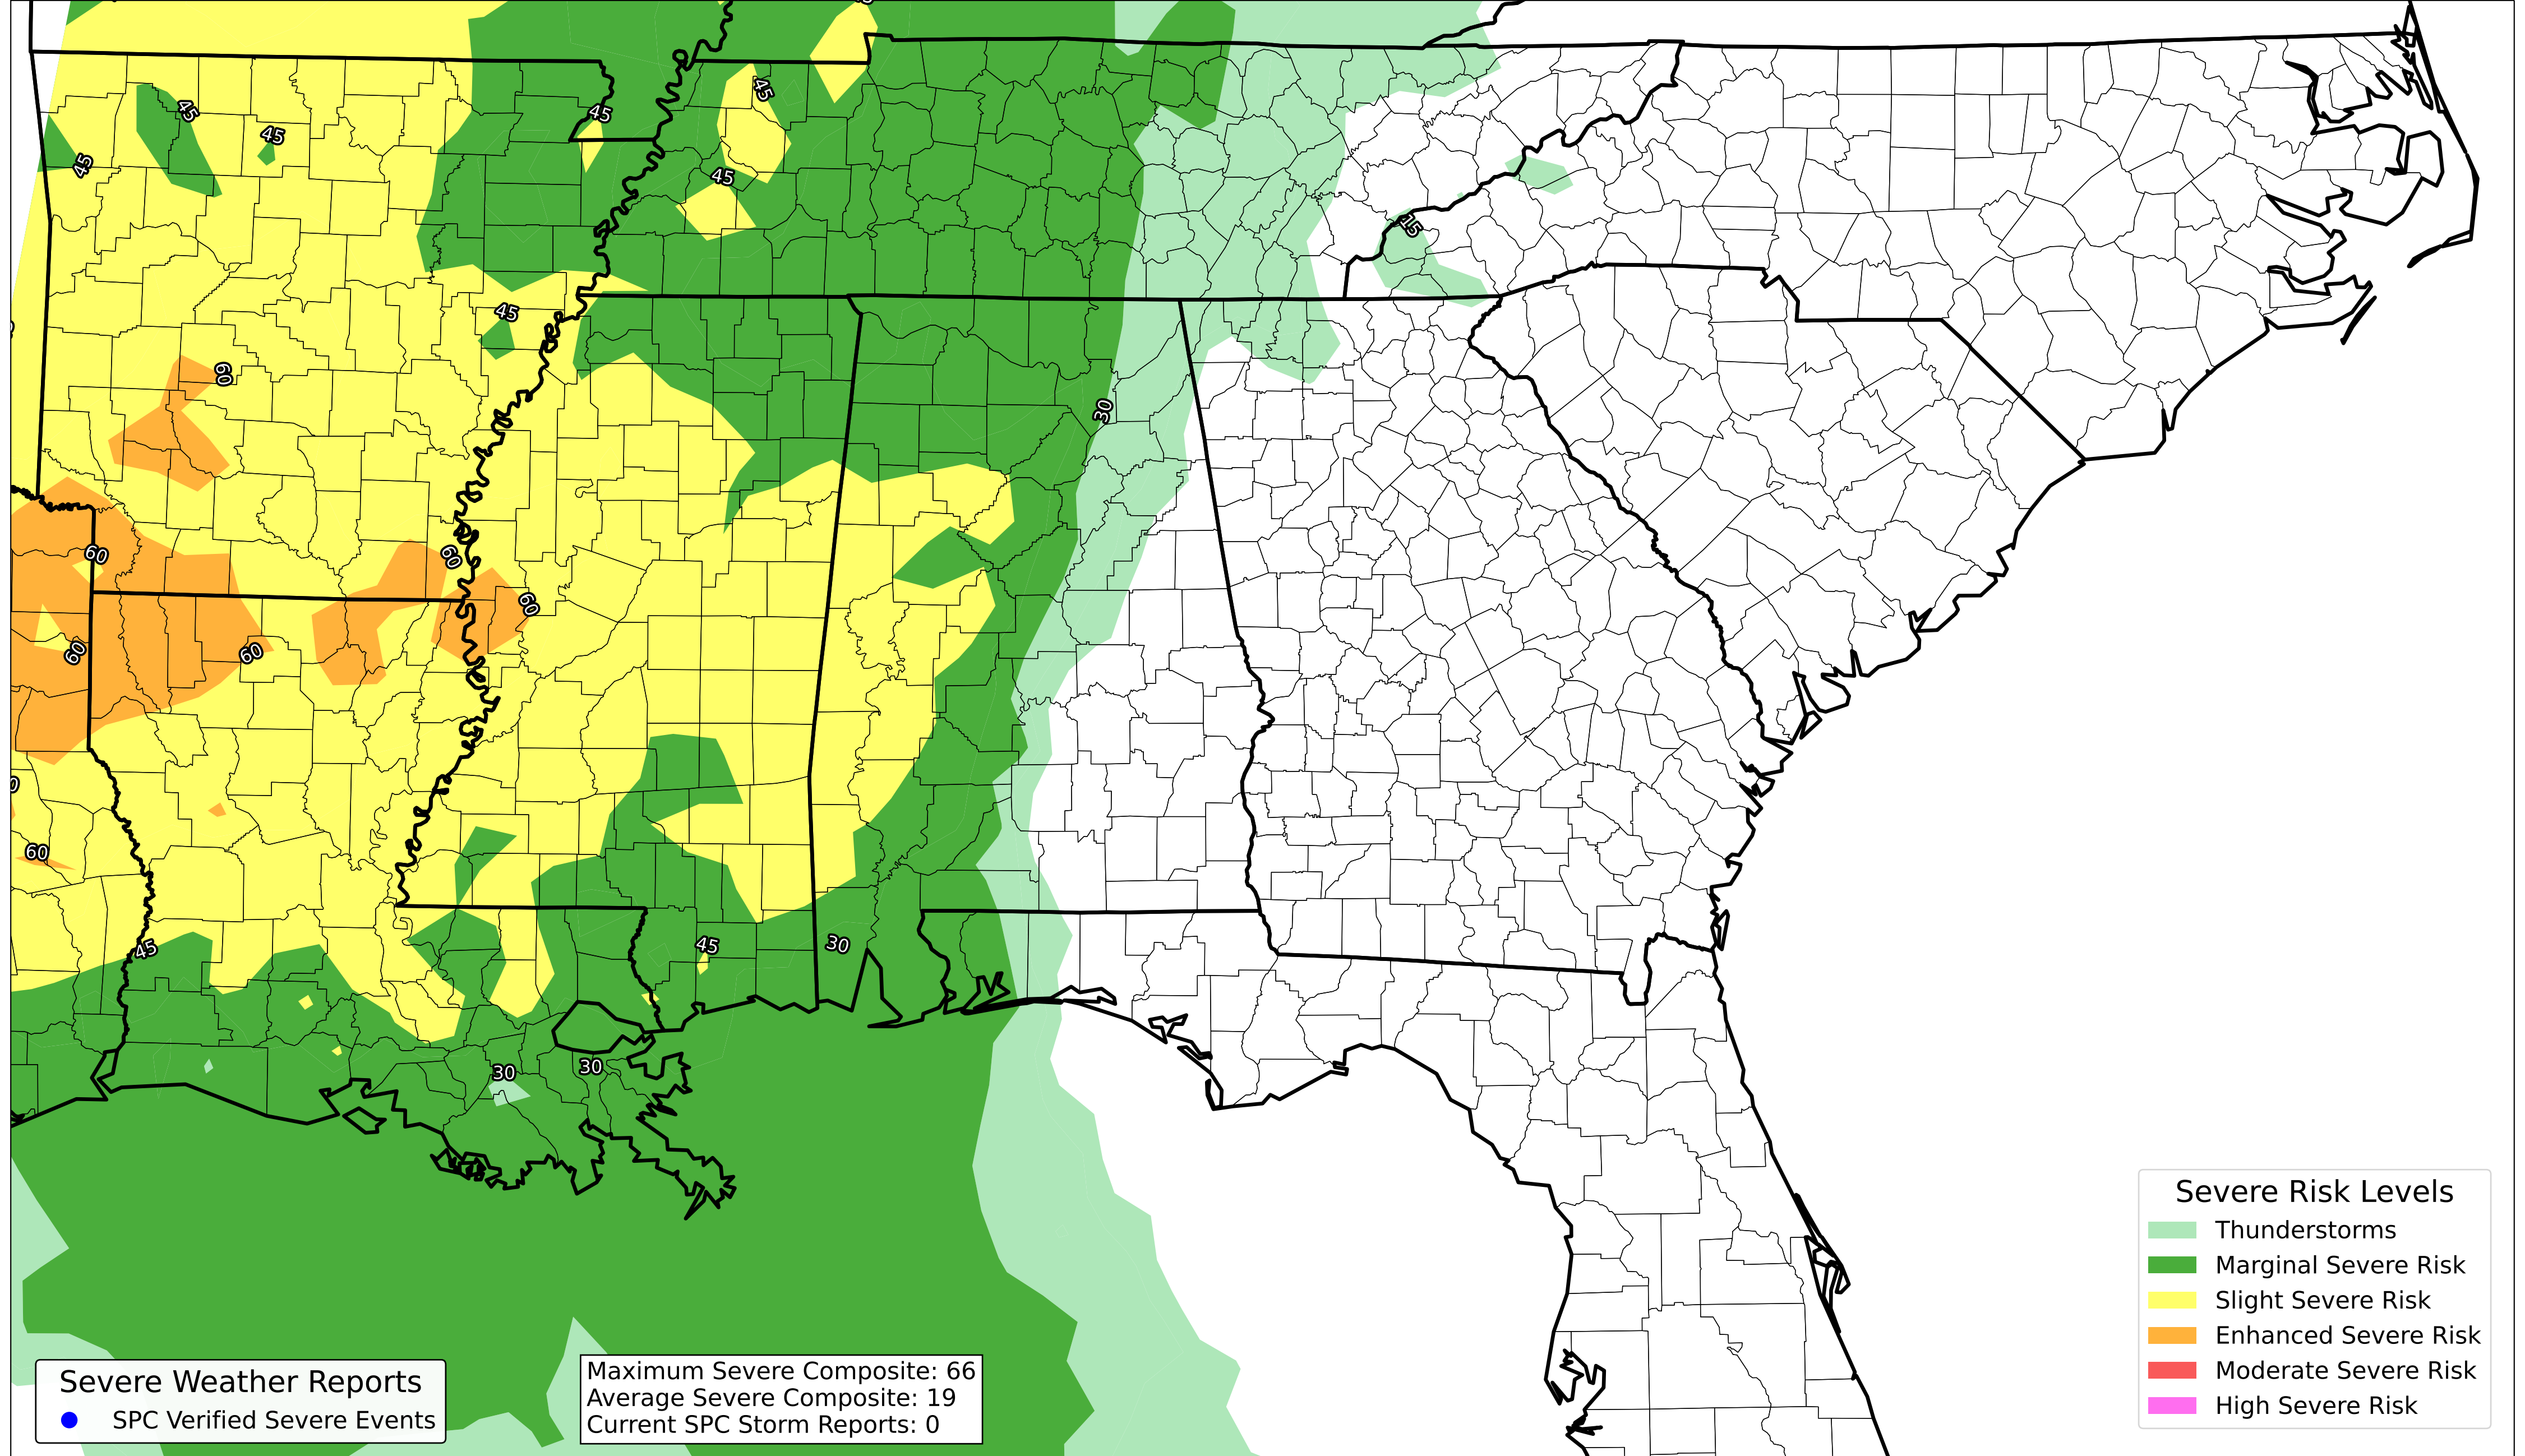 45
45
45
45
45
45
15
45
60
30
60
60
60
60
60
60
45
45
30
30
30
Severe Risk Levels
Thunderstorms
Marginal Severe Risk
Slight Severe Risk
Enhanced Severe Risk
Moderate Severe Risk
High Severe Risk
Severe Weather Reports
SPC Verified Severe Events
Maximum Severe Composite: 66
Average Severe Composite: 19
Current SPC Storm Reports: 0